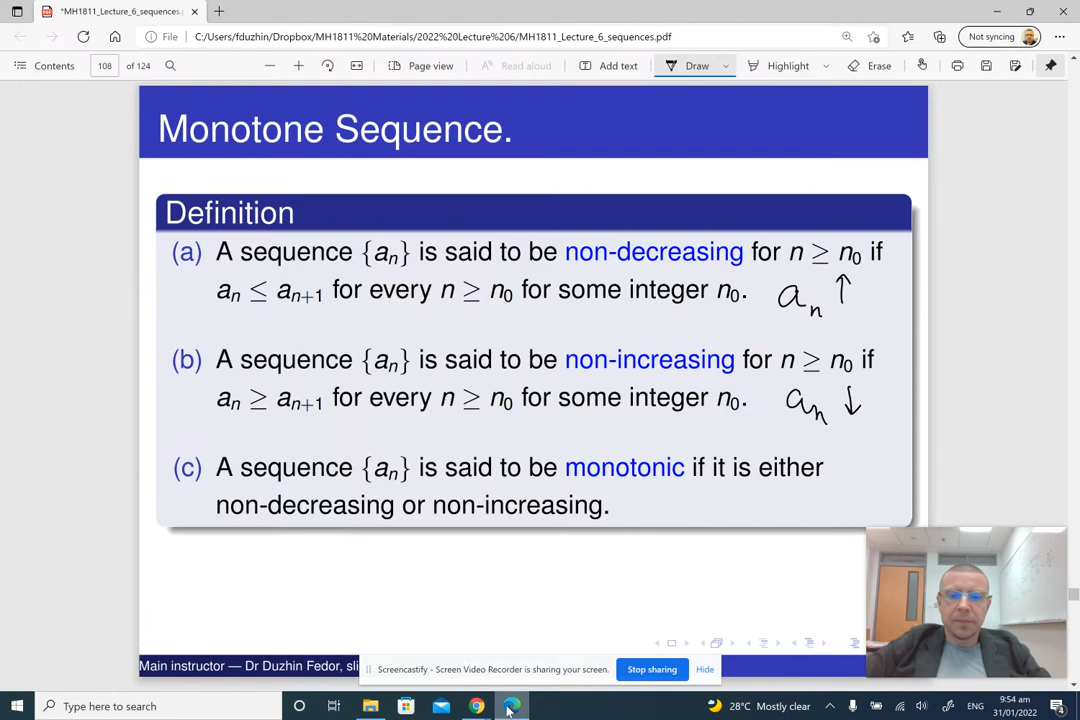 *MH1811_Lecture_6_sequences.p
File
C:/Users/fduzhin/Dropbox/MH1811%20Materials/2022%20Lecture%206/MH1811_Lecture_6_sequences.pdf
Not syncing
Contents 108 of 124 Page view Read aloud Add text Draw Highlight Erase
Monotone Sequence.
Definition
(a) A sequence {aₙ} is said to be non-decreasing for n ≥ n₀ if
aₙ ≤ aₙ₊₁ for every n ≥ n₀ for some integer n₀. aₙ ↑
(b) A sequence {aₙ} is said to be non-increasing for n ≥ n₀ if
aₙ ≥ aₙ₊₁ for every n ≥ n₀ for some integer n₀. aₙ ↓
(c) A sequence {aₙ} is said to be monotonic if it is either
non-decreasing or non-increasing.
Main instructor — Dr Duzhin Fedor, sli
Screencastify - Screen Video Recorder is sharing your screen. Stop sharing Hide
Type here to search
28°C Mostly clear
ENG
9:54 am
31/01/2022
4